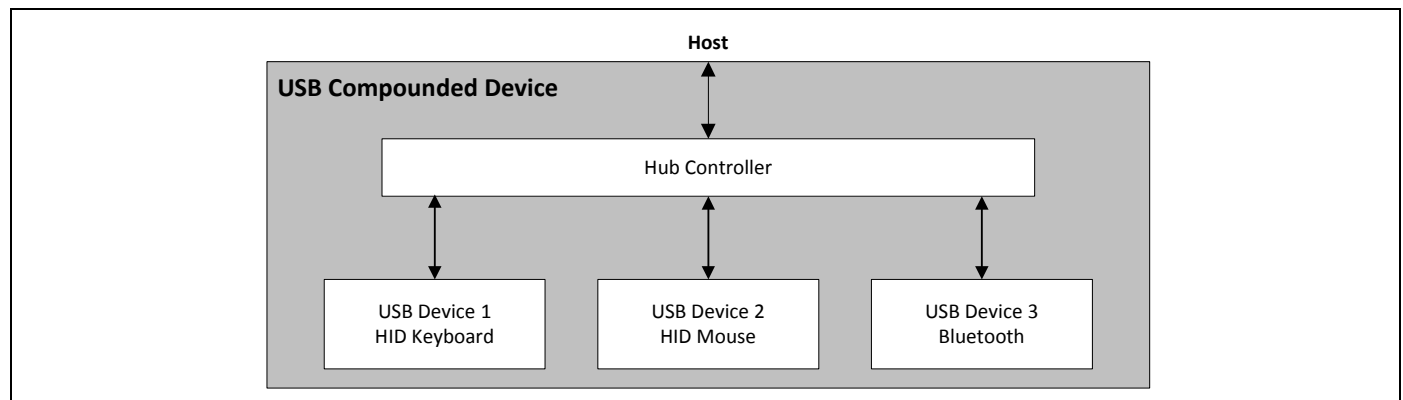 Host
USB Compounded Device
Hub Controller
USB Device 1
HID Keyboard
USB Device 2
HID Mouse
USB Device 3
Bluetooth